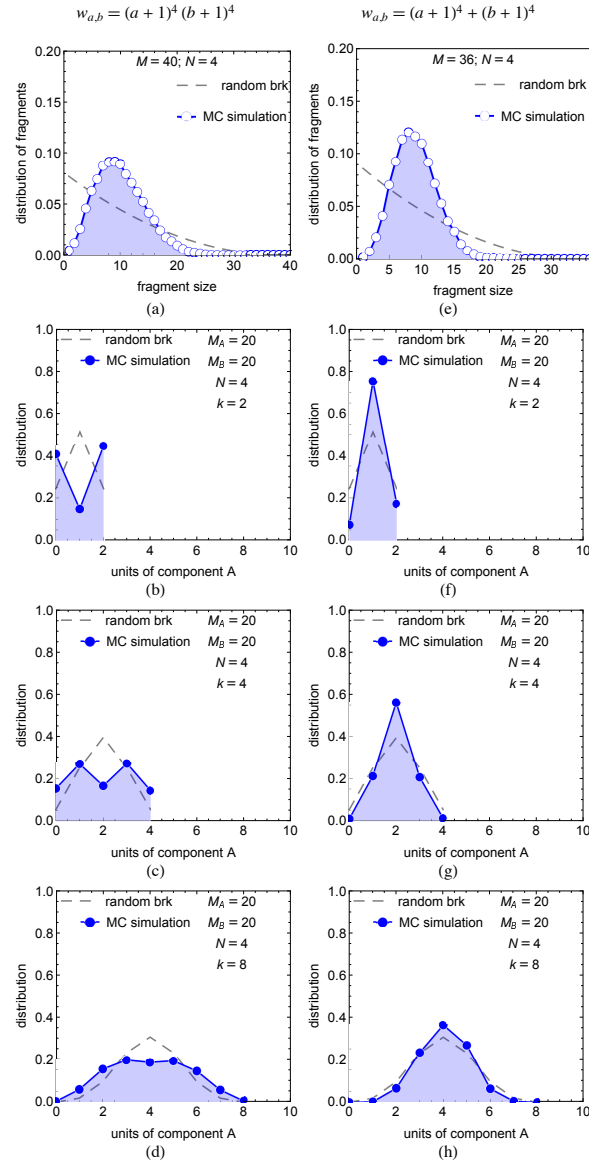 w_{a,b} = (a + 1)^4 (b + 1)^4
w_{a,b} = (a + 1)^4 + (b + 1)^4
M = 40; N = 4
random brk
MC simulation
distribution of fragments
0.20
0.15
0.10
0.05
0.00
0 10 20 30 40
fragment size
(a)
M = 36; N = 4
random brk
MC simulation
distribution of fragments
0.20
0.15
0.10
0.05
0.00
0 5 10 15 20 25 30 35
fragment size
(e)
random brk
MC simulation
M_A = 20
M_B = 20
N = 4
k = 2
distribution
1.0
0.8
0.6
0.4
0.2
0.0
0 2 4 6 8 10
units of component A
(b)
random brk
MC simulation
M_A = 20
M_B = 20
N = 4
k = 2
distribution
1.0
0.8
0.6
0.4
0.2
0.0
0 2 4 6 8 10
units of component A
(f)
random brk
MC simulation
M_A = 20
M_B = 20
N = 4
k = 4
distribution
1.0
0.8
0.6
0.4
0.2
0.0
0 2 4 6 8 10
units of component A
(c)
random brk
MC simulation
M_A = 20
M_B = 20
N = 4
k = 4
distribution
1.0
0.8
0.6
0.4
0.2
0.0
0 2 4 6 8 10
units of component A
(g)
random brk
MC simulation
M_A = 20
M_B = 20
N = 4
k = 8
distribution
1.0
0.8
0.6
0.4
0.2
0.0
0 2 4 6 8 10
units of component A
(d)
random brk
MC simulation
M_A = 20
M_B = 20
N = 4
k = 8
distribution
1.0
0.8
0.6
0.4
0.2
0.0
0 2 4 6 8 10
units of component A
(h)